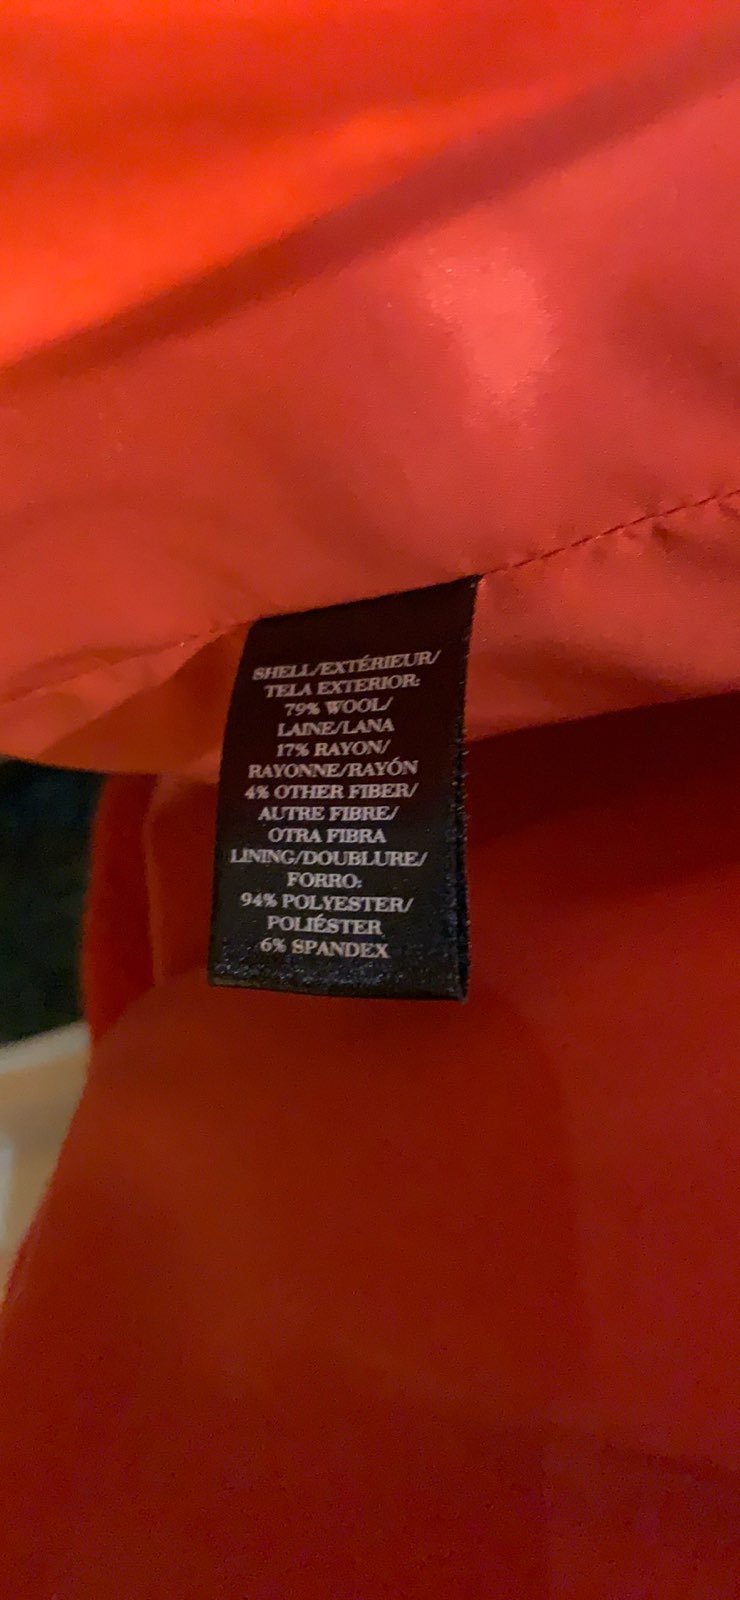 SHELL/EXTÉRIEUR/
TELA EXTERIOR:
79% WOOL/
LAINE/LANA
17% RAYON/
RAYONNE/RAYÓN
4% OTHER FIBER/
AUTRE FIBRE/
OTRA FIBRA
LINING/DOUBLURE/
FORRO:
94% POLYESTER/
POLIÉSTER
6% SPANDEX